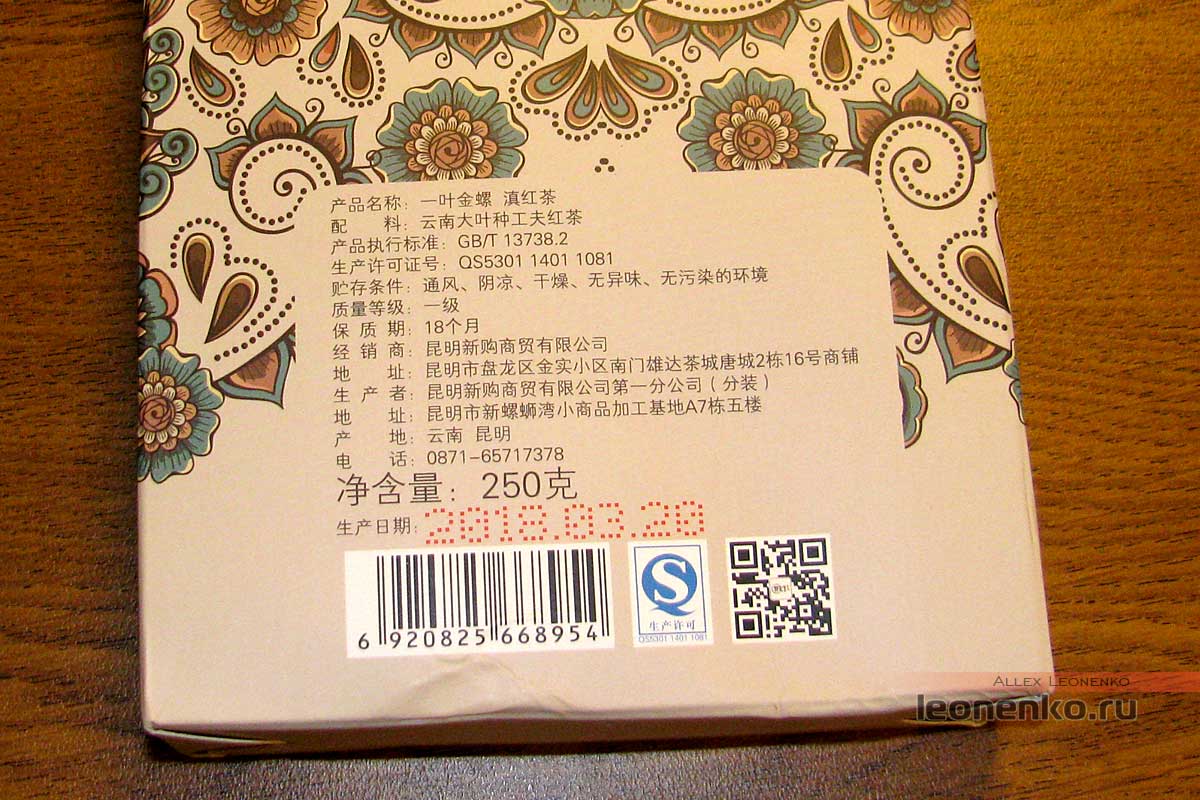 产品名称：一叶金螺 滇红茶
配 料：云南大叶种工夫红茶
产品执行标准：GB/T 13738.2
生产许可证号：QS5301 1401 1081
贮存条件：通风、阴凉、干燥、无异味、无污染的环境
质量等级：一级
保 质 期：18个月
经 销 商：昆明新购商贸有限公司
地 址：昆明市盘龙区金实小区南门雄达茶城唐城2栋16号商铺
生 产 者：昆明新购商贸有限公司第一分公司（分装）
地 址：昆明市新螺蛳湾小商品加工基地A7栋五楼
产 地：云南 昆明
电 话：0871-65717378
净含量：250克
生产日期：2018.03.20
6 920825 668954
生产许可
QS5301 1401 1081
ALLEX LEONENKO
leonenko.ru